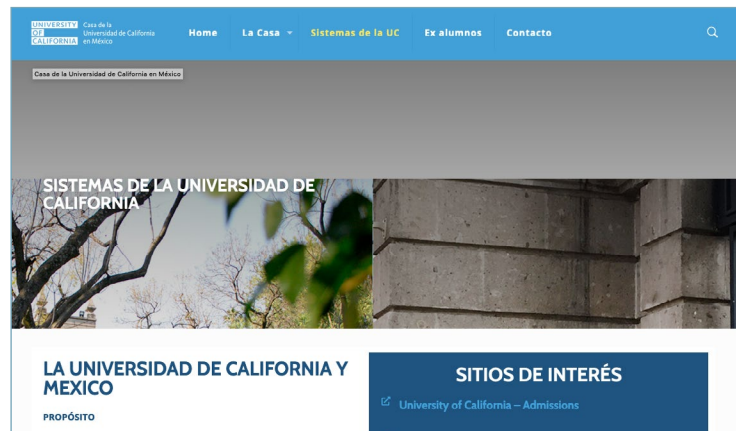 UNIVERSITY
OF
CALIFORNIA
Casa de la
Universidad de California
en México
Home
La Casa
Sistemas de la UC
Ex alumnos
Contacto
Casa de la Universidad de California en México
SISTEMAS DE LA UNIVERSIDAD DE
CALIFORNIA
LA UNIVERSIDAD DE CALIFORNIA Y
MEXICO
PROPÓSITO
SITIOS DE INTERÉS
University of California – Admissions